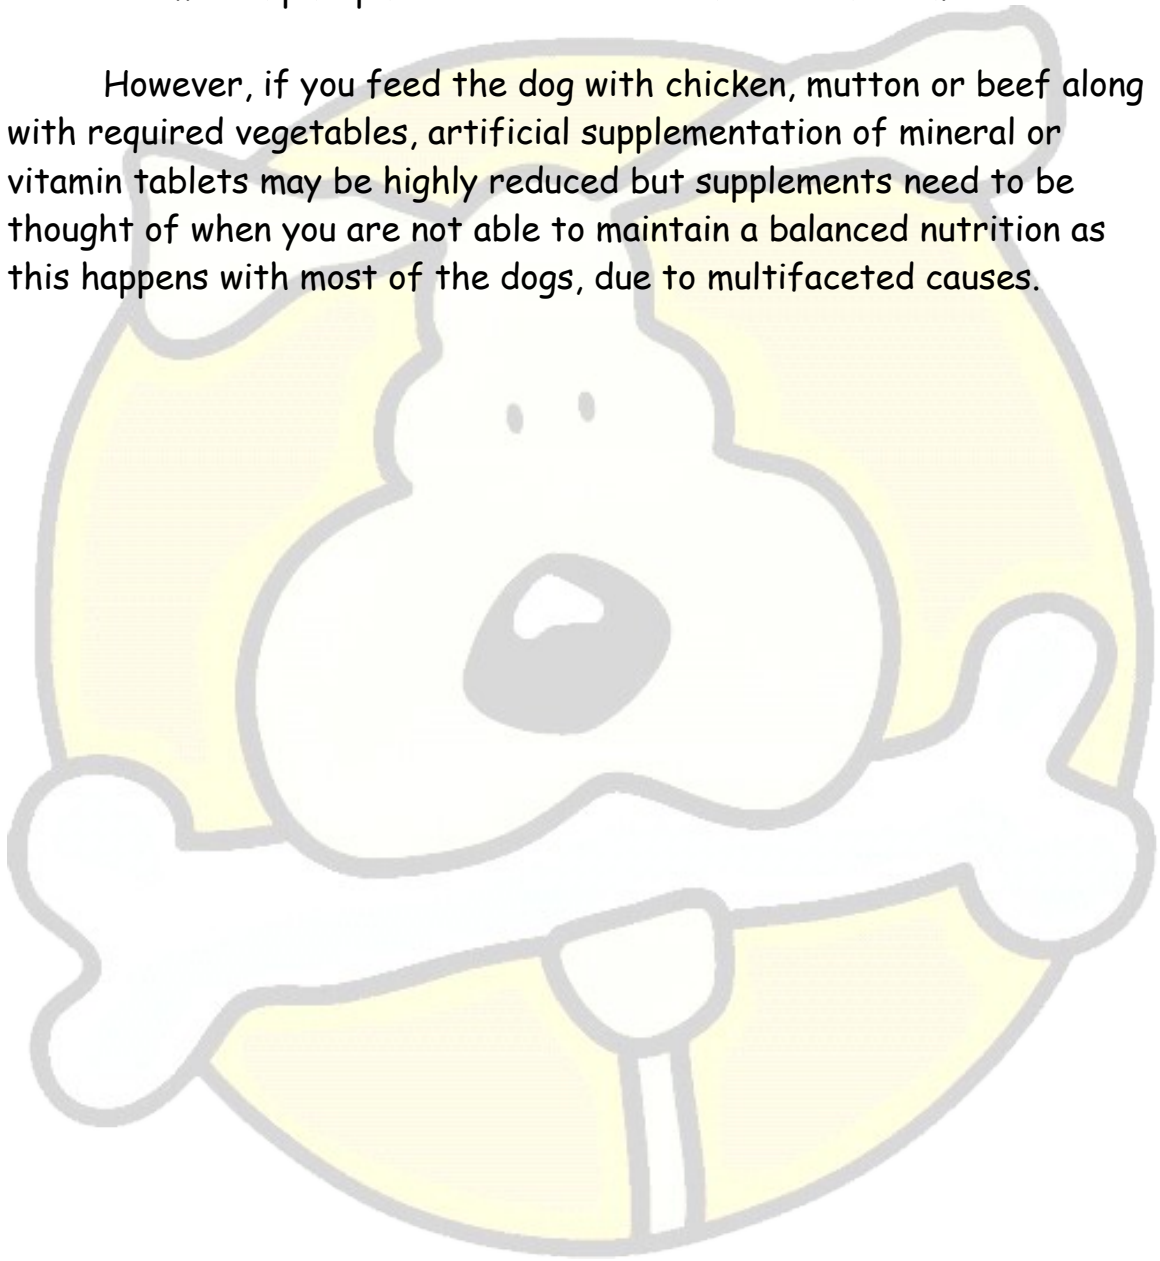 However, if you feed the dog with chicken, mutton or beef along
with required vegetables, artificial supplementation of mineral or
vitamin tablets may be highly reduced but supplements need to be
thought of when you are not able to maintain a balanced nutrition as
this happens with most of the dogs, due to multifaceted causes.